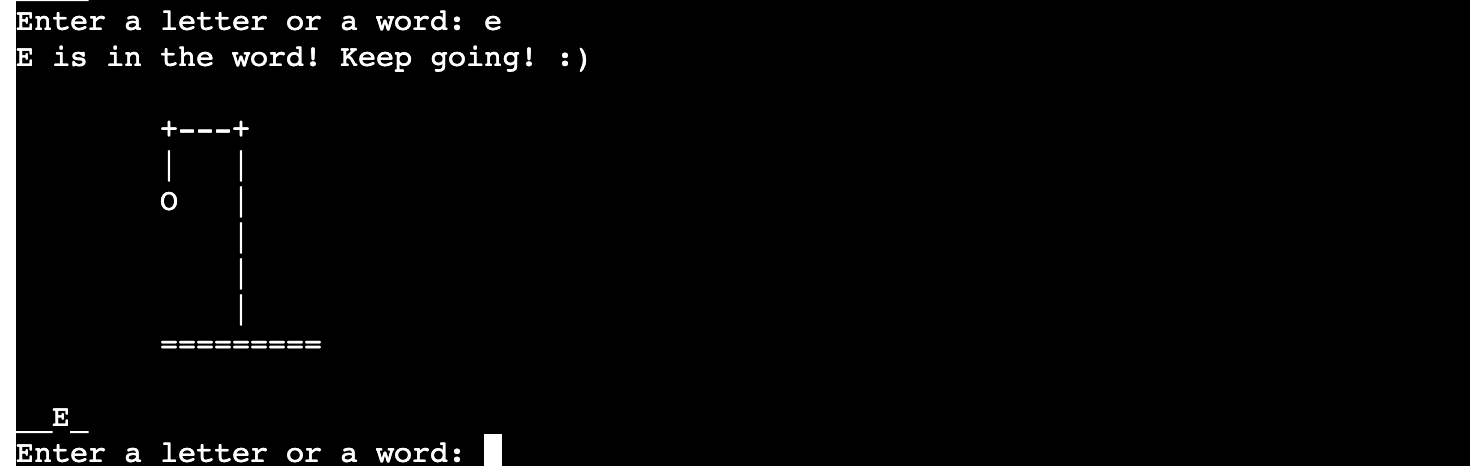 Enter a letter or a word: e
E is in the word! Keep going! :)
+---+
|   |
O   |
    |
    |
    |
=========
__E_
Enter a letter or a word: